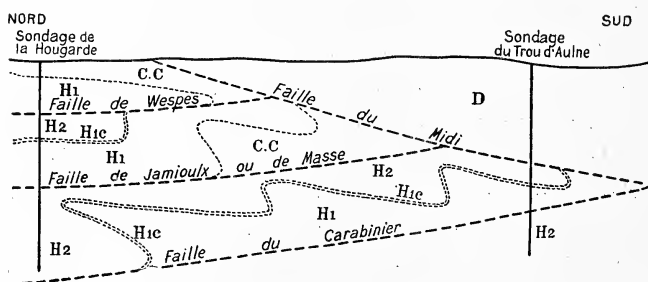 NORD
SUD
Sondage de
la Hougarde
Sondage
du Trou d'Aulne
C.C
H1
D
Faille de Wespes
Faille du Midi
H2
H1c
H1
C.C
Faille de Jamioulx ou de Masse
H2
H1c
H1
H1c
H2
H2
Faille du Carabinier